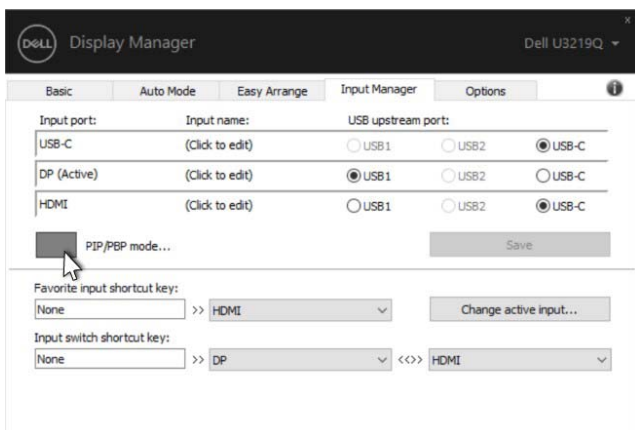 DELL Display Manager Dell U3219Q
Basic Auto Mode Easy Arrange Input Manager Options
Input port: Input name: USB upstream port:
USB-C (Click to edit) USB1 USB2 USB-C
DP (Active) (Click to edit) USB1 USB2 USB-C
HDMI (Click to edit) USB1 USB2 USB-C
PIP/PBP mode... Save
Favorite input shortcut key:
None >> HDMI Change active input...
Input switch shortcut key:
None >> DP <<>> HDMI